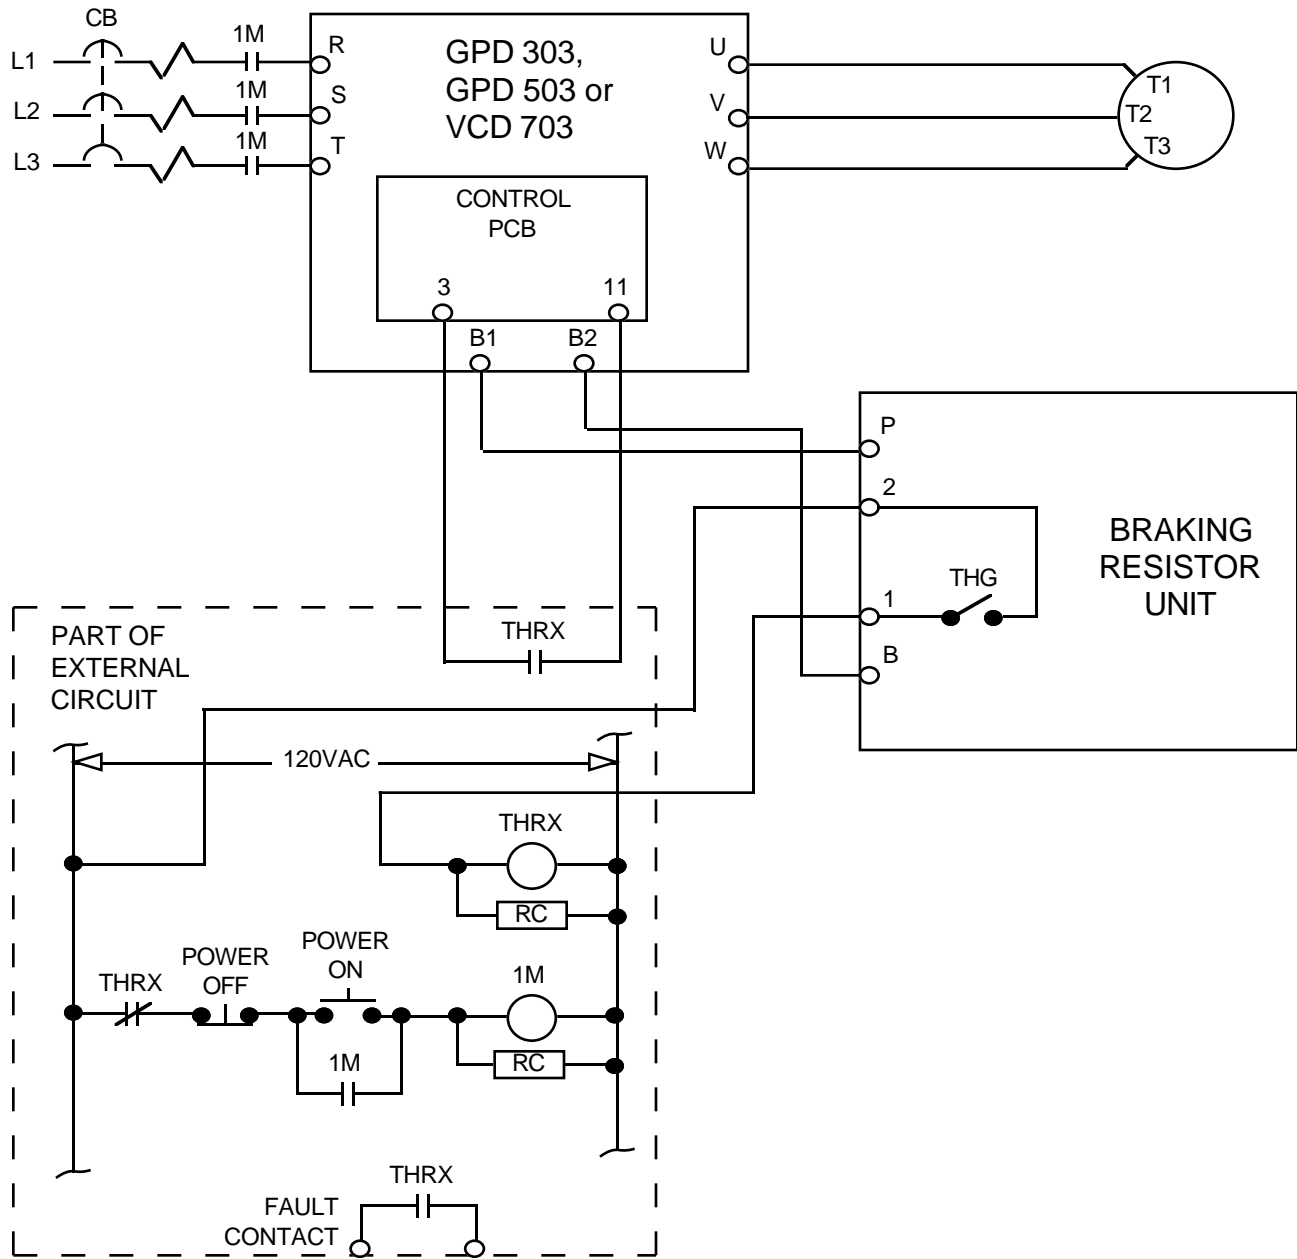 CB
L1
L2
L3
1M
1M
1M
R
S
T
GPD 303,
GPD 503 or
VCD 703
U
V
W
T1
T2
T3
CONTROL
PCB
3
11
B1
B2
P
2
1
B
THG
BRAKING
RESISTOR
UNIT
PART OF
EXTERNAL
CIRCUIT
THRX
120VAC
THRX
RC
THRX
POWER
OFF
POWER
ON
1M
1M
RC
THRX
FAULT
CONTACT